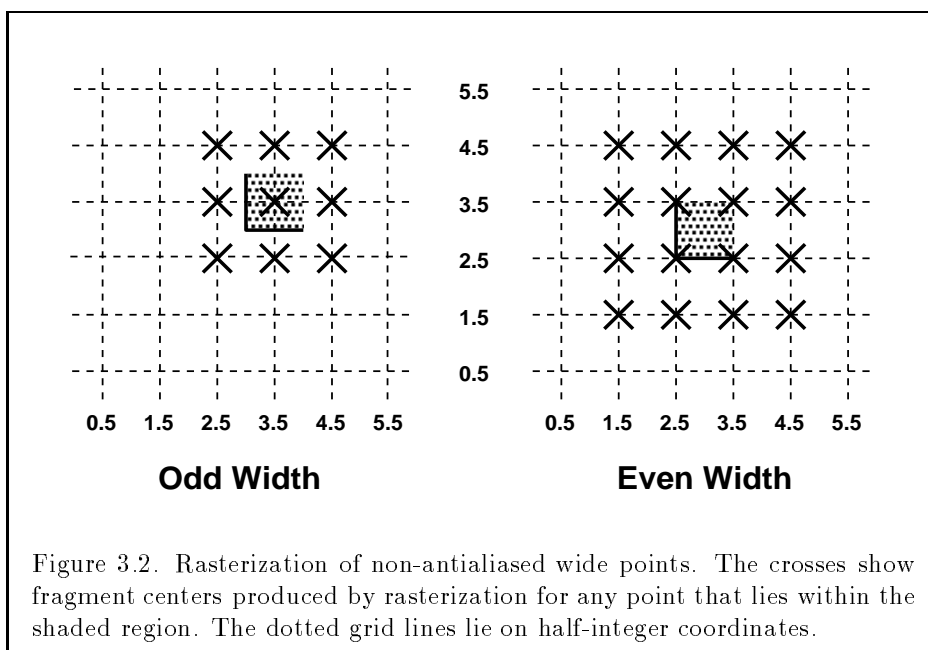 5.5
4.5
3.5
2.5
1.5
0.5
0.5 1.5 2.5 3.5 4.5 5.5
0.5 1.5 2.5 3.5 4.5 5.5
Odd Width
Even Width
Figure 3.2. Rasterization of non-antialiased wide points. The crosses show
fragment centers produced by rasterization for any point that lies within the
shaded region. The dotted grid lines lie on half-integer coordinates.